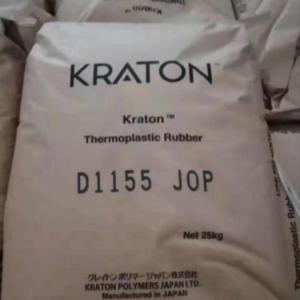 KRATON™
Kraton™
Thermoplastic Rubber
D1155 JOP
Net 25kg
クレイトン ポリマー ジャパン 株式会社
KRATON POLYMERS JAPAN LTD.
Manufactured in JAPAN